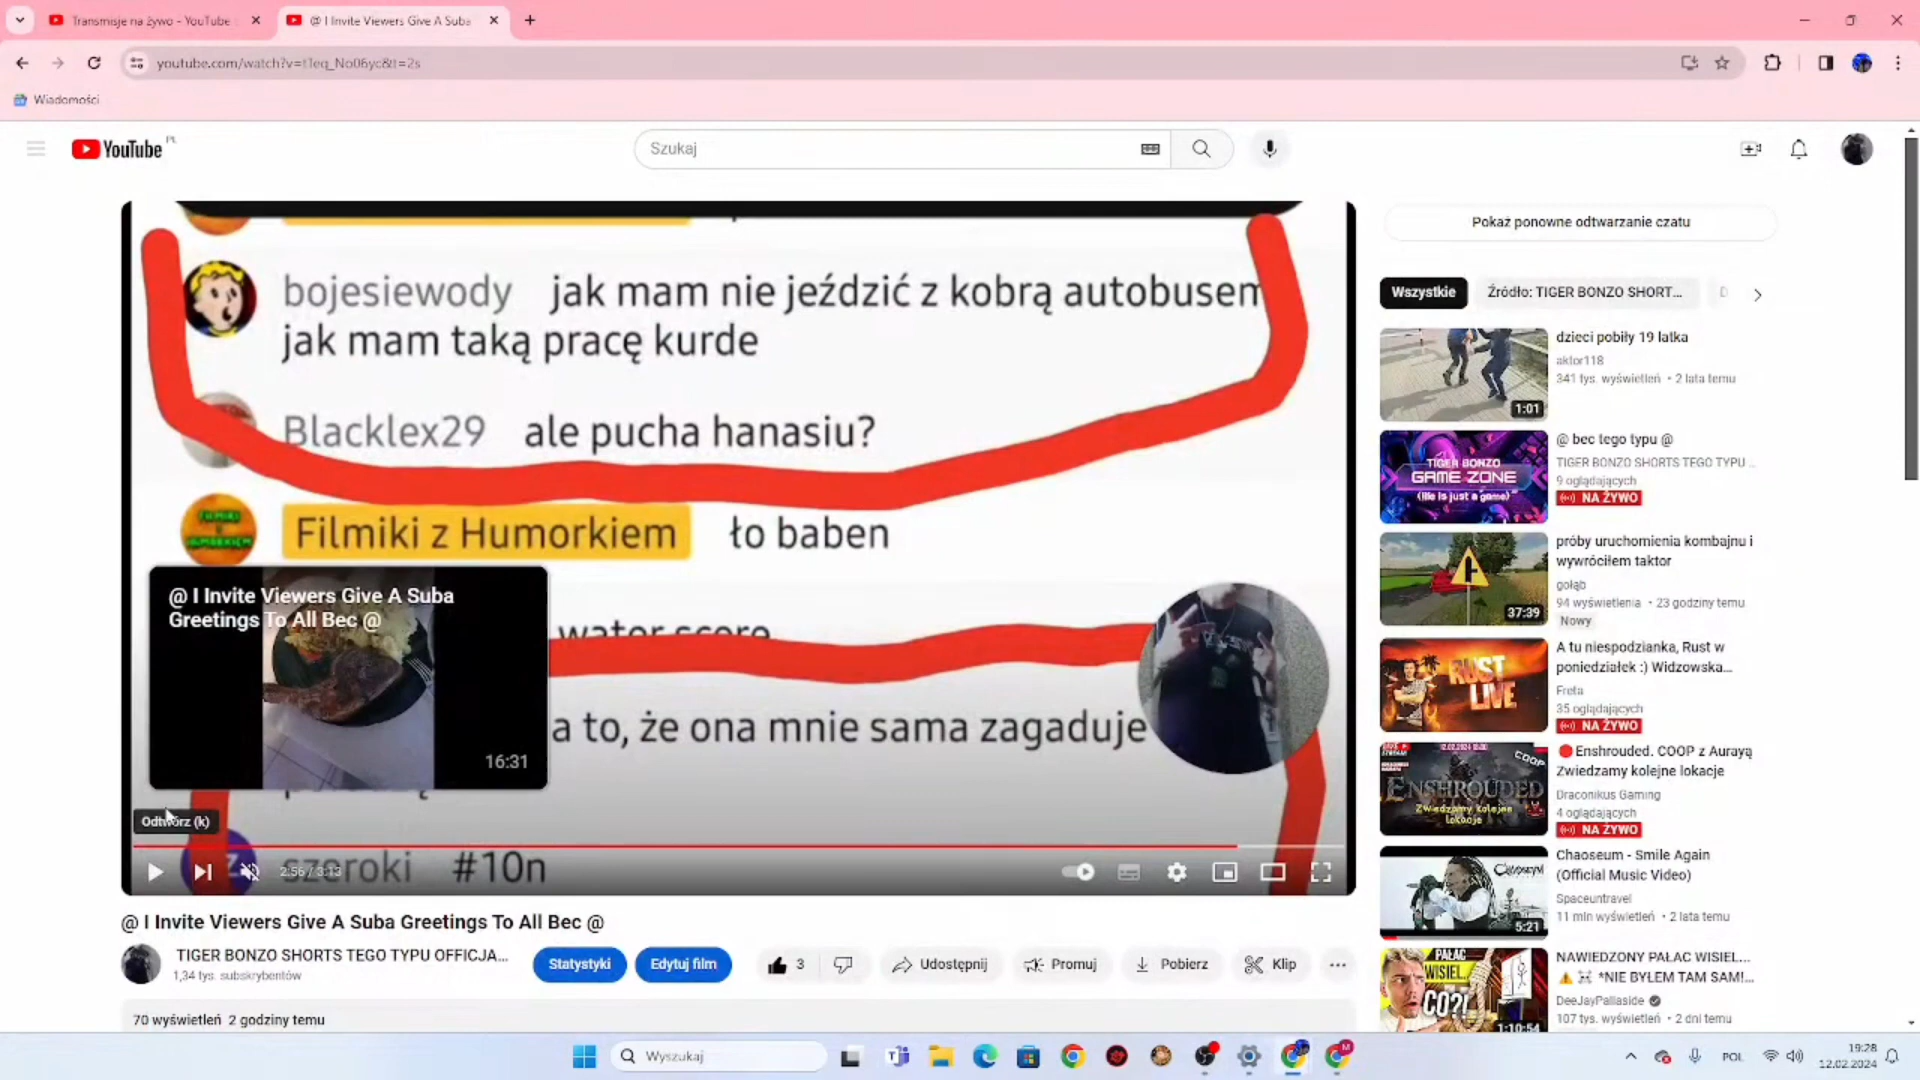 Transmisje na żywo - YouTube
@ I Invite Viewers Give A Suba
youtube.com/watch?v=t1eq_No06yc&t=2s
Wiadomości
YouTube PL
Szukaj
bojesiewody jak mam nie jeździć z kobrą autobusem
jak mam taką pracę kurde
Blacklex29 ale pucha hanasiu?
Filmiki z Humorkiem ło baben
@ I Invite Viewers Give A Suba
Greetings To All Bec @
16:31
a to, że ona mnie sama zagaduje
Odtwórz (k)
szeroki #10n
2:56 / 3:13
@ I Invite Viewers Give A Suba Greetings To All Bec @
TIGER BONZO SHORTS TEGO TYPU OFFICJA...
1,34 tys. subskrybentów
Statystyki
Edytuj film
3
Udostępnij
Promuj
Pobierz
Klip
70 wyświetleń 2 godziny temu
Pokaż ponowne odtwarzanie czatu
Wszystkie
Źródło: TIGER BONZO SHORT...
1:01
dzieci pobiły 19 latka
aktor118
341 tys. wyświetleń • 2 lata temu
TIGER BONZO
GAME ZONE
(life is just a game)
@ bec tego typu @
TIGER BONZO SHORTS TEGO TYPU ...
9 oglądających
NA ŻYWO
37:39
próby uruchomienia kombajnu i
wywróciłem taktor
gołąb
94 wyświetlenia • 23 godziny temu
Nowy
RUST
LIVE
A tu niespodzianka, Rust w
poniedziałek :) Widzowska...
Freta
35 oglądających
NA ŻYWO
COOP
ENSHROUDED
Zwiedzamy kolejne
lokacje
Enshrouded. COOP z Aurayą
Zwiedzamy kolejne lokacje
Draconikus Gaming
4 oglądających
NA ŻYWO
5:21
Chaoseum - Smile Again
(Official Music Video)
Spaceuntravel
11 mln wyświetleń • 2 lata temu
PAŁAC
WISIEL..
CO?!
1:10:54
NAWIEDZONY PAŁAC WISIEL...
*NIE BYŁEM TAM SAM!...
DeeJayPallaside
107 tys. wyświetleń • 2 dni temu
Wyszukaj
POL
19:28
12.02.2024